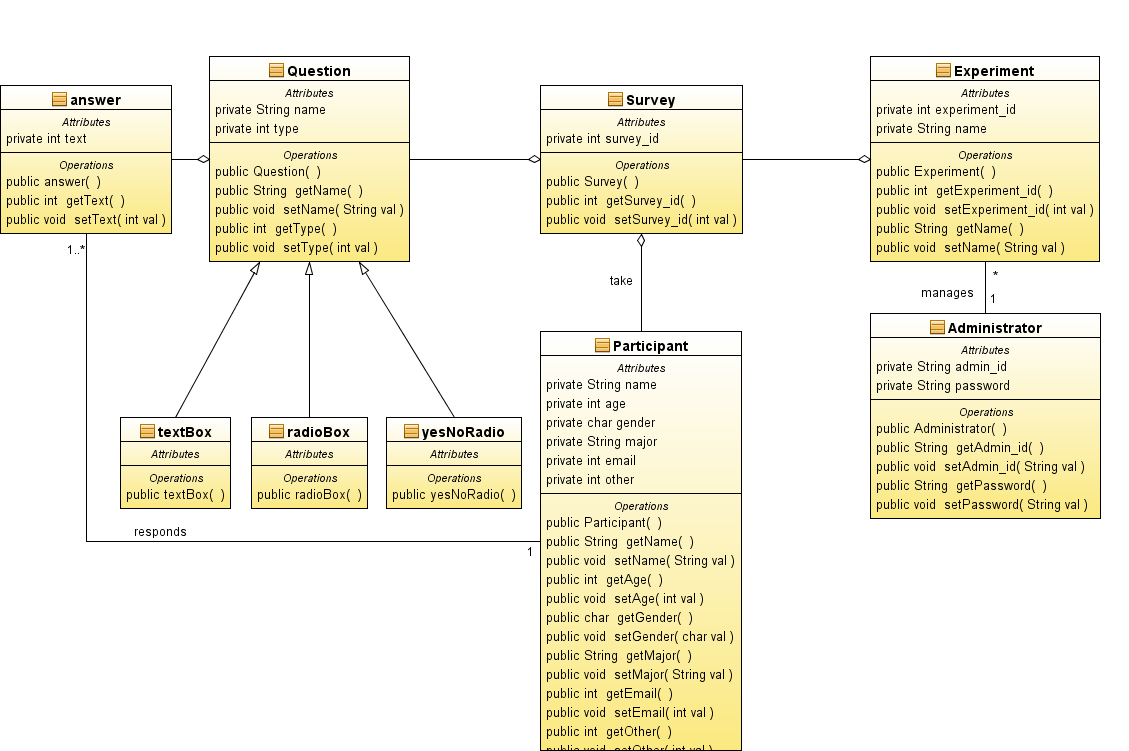 answer
Attributes
private int text
Operations
public answer( )
public int getText( )
public void setText( int val )
1..*
Question
Attributes
private String name
private int type
Operations
public Question( )
public String getName( )
public void setName( String val )
public int getType( )
public void setType( int val )
Survey
Attributes
private int survey_id
Operations
public Survey( )
public int getSurvey_id( )
public void setSurvey_id( int val )
take
Experiment
Attributes
private int experiment_id
private String name
Operations
public Experiment( )
public int getExperiment_id( )
public void setExperiment_id( int val )
public String getName( )
public void setName( String val )
*
manages
1
Administrator
Attributes
private String admin_id
private String password
Operations
public Administrator( )
public String getAdmin_id( )
public void setAdmin_id( String val )
public String getPassword( )
public void setPassword( String val )
textBox
Attributes
Operations
public textBox( )
radioBox
Attributes
Operations
public radioBox( )
yesNoRadio
Attributes
Operations
public yesNoRadio( )
responds
1
Participant
Attributes
private String name
private int age
private char gender
private String major
private int email
private int other
Operations
public Participant( )
public String getName( )
public void setName( String val )
public int getAge( )
public void setAge( int val )
public char getGender( )
public void setGender( char val )
public String getMajor( )
public void setMajor( String val )
public int getEmail( )
public void setEmail( int val )
public int getOther( )
public void setOther( int val )